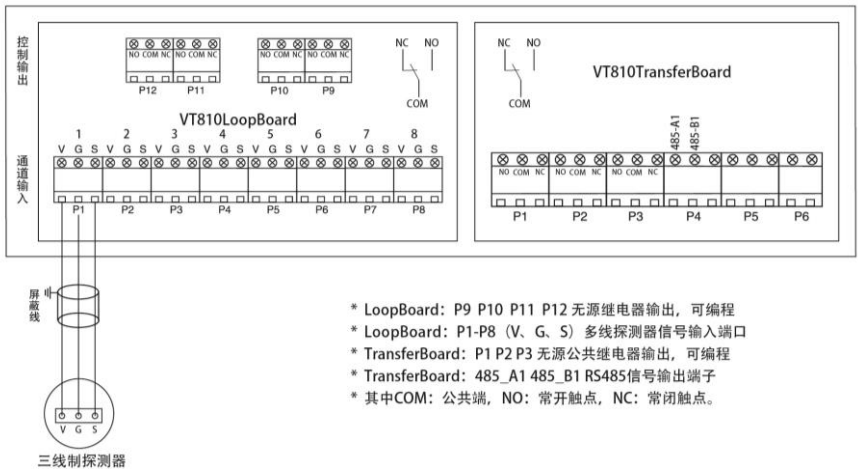 控制输出
NO COM NC NO COM NC
P12 P11
NO COM NC NO COM NC
P10 P9
NC NO
COM
VT810LoopBoard
通道输入
1 2 3 4 5 6 7 8
V G S V G S V G S V G S V G S V G S V G S V G S
P1 P2 P3 P4 P5 P6 P7 P8
NC NO
COM
VT810TransferBoard
485-A1
485-B1
NO COM NC NO COM NC NO COM NC
P1 P2 P3 P4 P5 P6
屏蔽线
V G S
三线制探测器
* LoopBoard：P9 P10 P11 P12 无源继电器输出，可编程
* LoopBoard：P1-P8（V、G、S）多线探测器信号输入端口
* TransferBoard：P1 P2 P3 无源公共继电器输出，可编程
* TransferBoard：485_A1 485_B1 RS485信号输出端子
* 其中COM：公共端，NO：常开触点，NC：常闭触点。